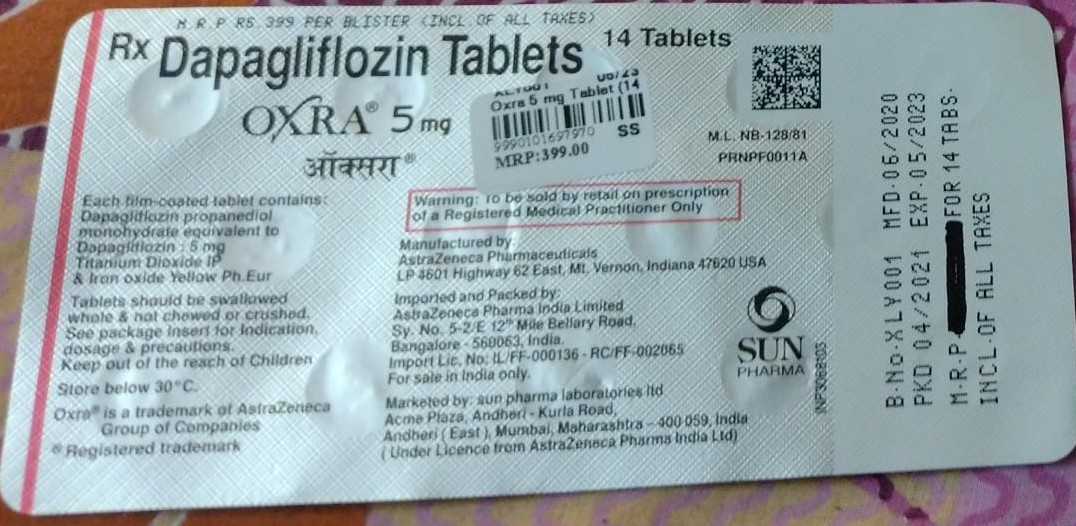 M.R.P RS.399 PER BLISTER (INCL.OF ALL TAXES)
Rx Dapagliflozin Tablets 14 Tablets
OXRA® 5 mg
ऑक्सरा®
08/23
Oxra 5 mg Tablet (14
9990101697970 SS
MRP:399.00
M.L. NB-128/81
PRNPF0011A
Each film-coated tablet contains:
Dapagliflozin propanediol
monohydrate equivalent to
Dapagliflozin : 5 mg
Titanium Dioxide IP
& Iron oxide Yellow Ph.Eur
Tablets should be swallowed
whole & not chewed or crushed.
See package insert for Indication,
dosage & precautions.
Keep out of the reach of Children
Store below 30°C.
Oxra® is a trademark of AstraZeneca
Group of Companies
® Registered trademark
Warning: To be sold by retail on prescription
of a Registered Medical Practitioner Only
Manufactured by:
AstraZeneca Pharmaceuticals
LP 4601 Highway 62 East, Mt. Vernon, Indiana 47620 USA
Imported and Packed by:
AstraZeneca Pharma India Limited
Sy. No. 5-2/E 12th Mile Bellary Road,
Bangalore - 560063, India.
Import Lic. No: IL/FF-000136 - RC/FF-002065
For sale in India only.
Marketed by: sun pharma laboratories ltd
Acme Plaza, Andheri - Kurla Road,
Andheri ( East ), Mumbai, Maharashtra - 400 059, India
( Under Licence from AstraZeneca Pharma India Ltd)
SUN
PHARMA
B.No.XLY001 MFD.06/2020
PKD 04/2021 EXP.05/2023
M.R.P. FOR 14 TABS.
INCL.OF ALL TAXES